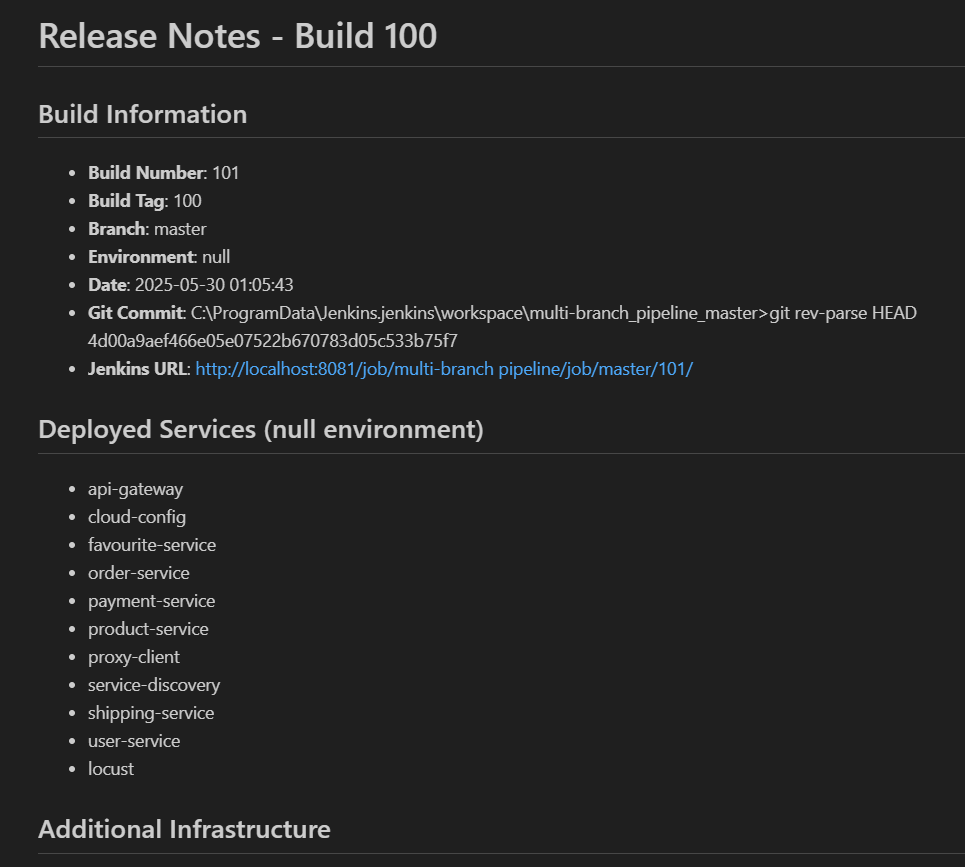 Release Notes - Build 100
Build Information
• Build Number: 101
• Build Tag: 100
• Branch: master
• Environment: null
• Date: 2025-05-30 01:05:43
• Git Commit: C:\ProgramData\Jenkins.jenkins\workspace\multi-branch_pipeline_master>git rev-parse HEAD
4d00a9aef466e05e07522b670783d05c533b75f7
• Jenkins URL: http://localhost:8081/job/multi-branch pipeline/job/master/101/
Deployed Services (null environment)
• api-gateway
• cloud-config
• favourite-service
• order-service
• payment-service
• product-service
• proxy-client
• service-discovery
• shipping-service
• user-service
• locust
Additional Infrastructure